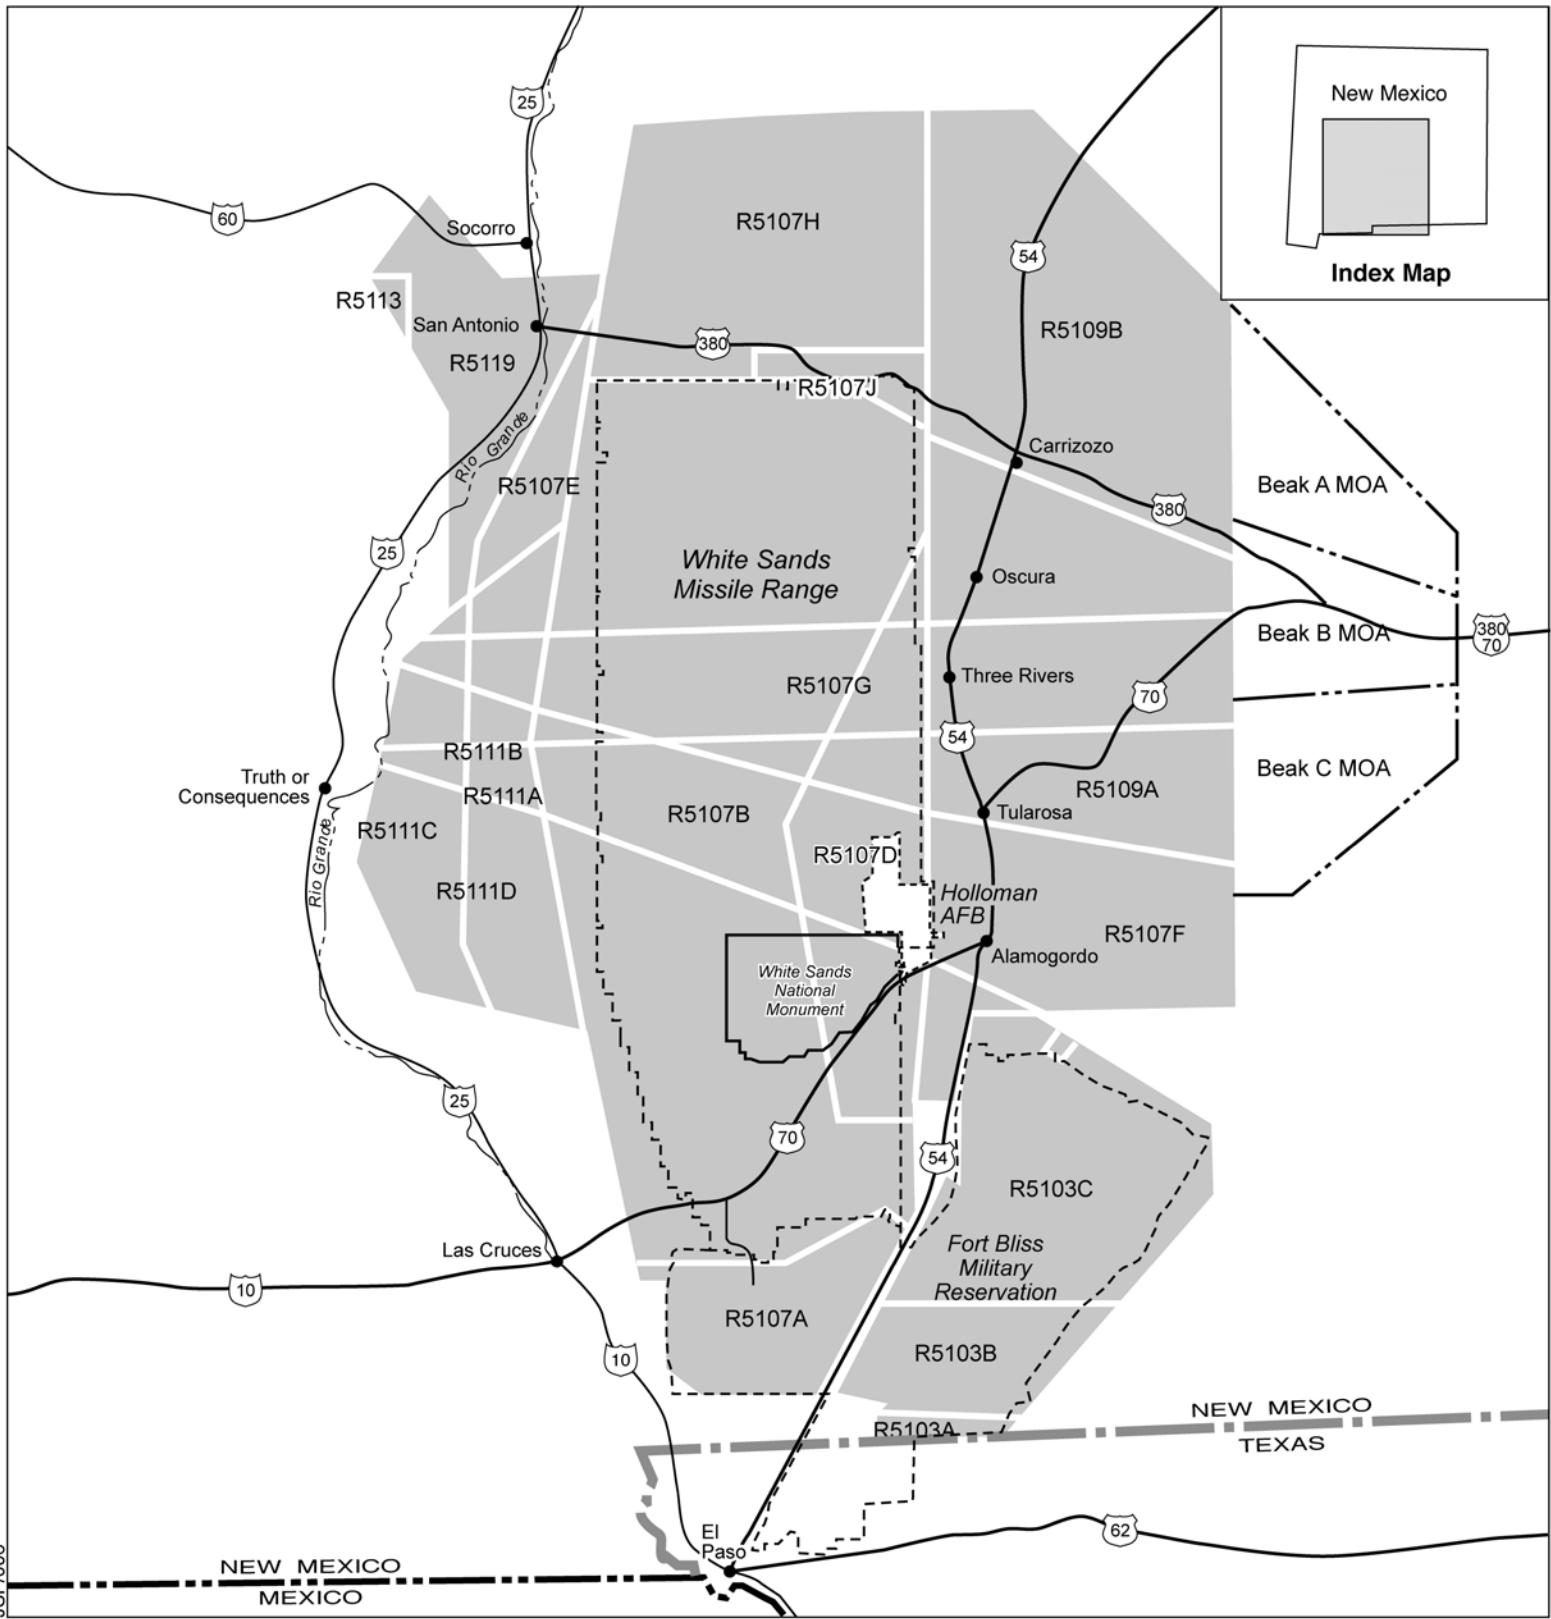 25
New Mexico
60
R5107H
Socorro
54
Index Map
R5113
San Antonio
380
R5109B
R5119
R5107J
Rio Grande
Carrizozo
R5107E
Beak A MOA
380
25
White Sands
Missile Range
Oscura
Beak B MOA
380
70
Three Rivers
R5107G
70
54
R5111B
Beak C MOA
Truth or
Consequences
R5111A
R5109A
R5107B
Tularosa
R5111C
R5107D
Rio Grande
R5111D
Holloman
AFB
R5107F
Alamogordo
White Sands
National
Monument
25
70
54
R5103C
Las Cruces
Fort Bliss
Military
Reservation
10
R5107A
R5103B
10
NEW MEXICO
R5103A
TEXAS
El
Paso
62
NEW MEXICO
MEXICO